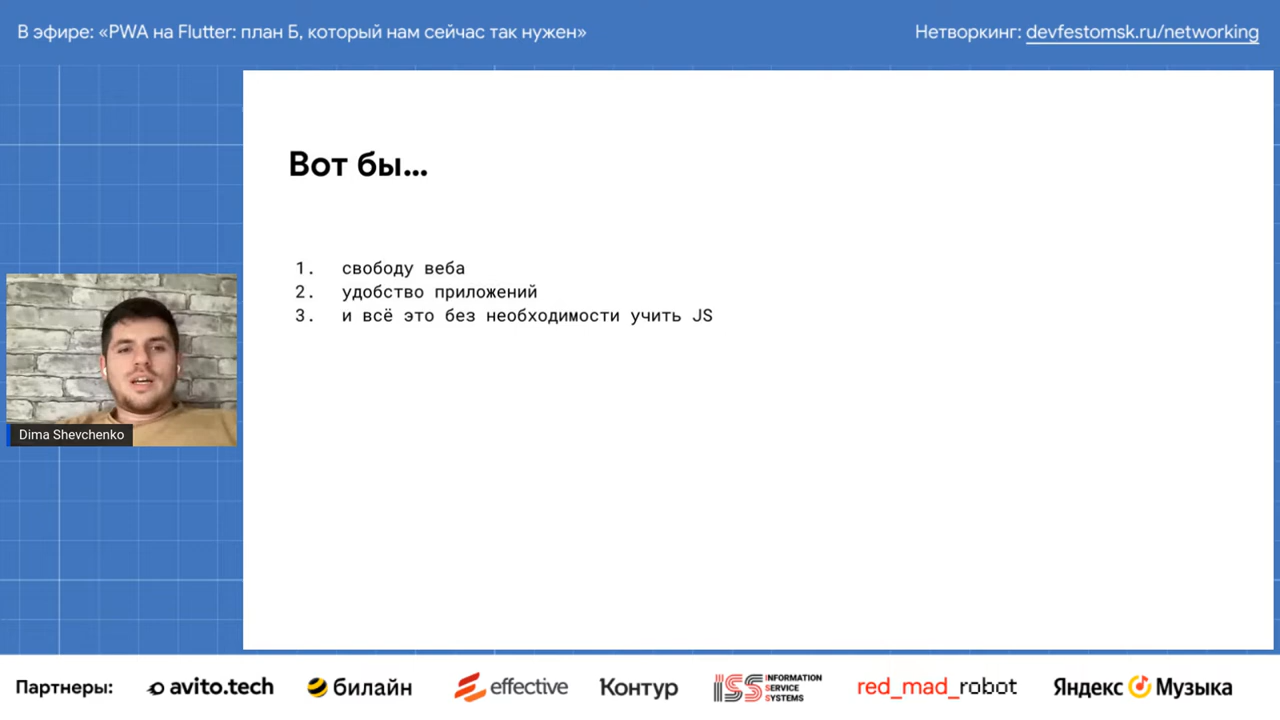 В эфире: «PWA на Flutter: план Б, который нам сейчас так нужен»
Нетворкинг: devfestomsk.ru/networking
Вот бы...
1. свободу веба
2. удобство приложений
3. и всё это без необходимости учить JS
Dima Shevchenko
Партнеры: avito.tech билайн effective Контур ISS INFORMATION SERVICE SYSTEMS red_mad_robot Яндекс Музыка